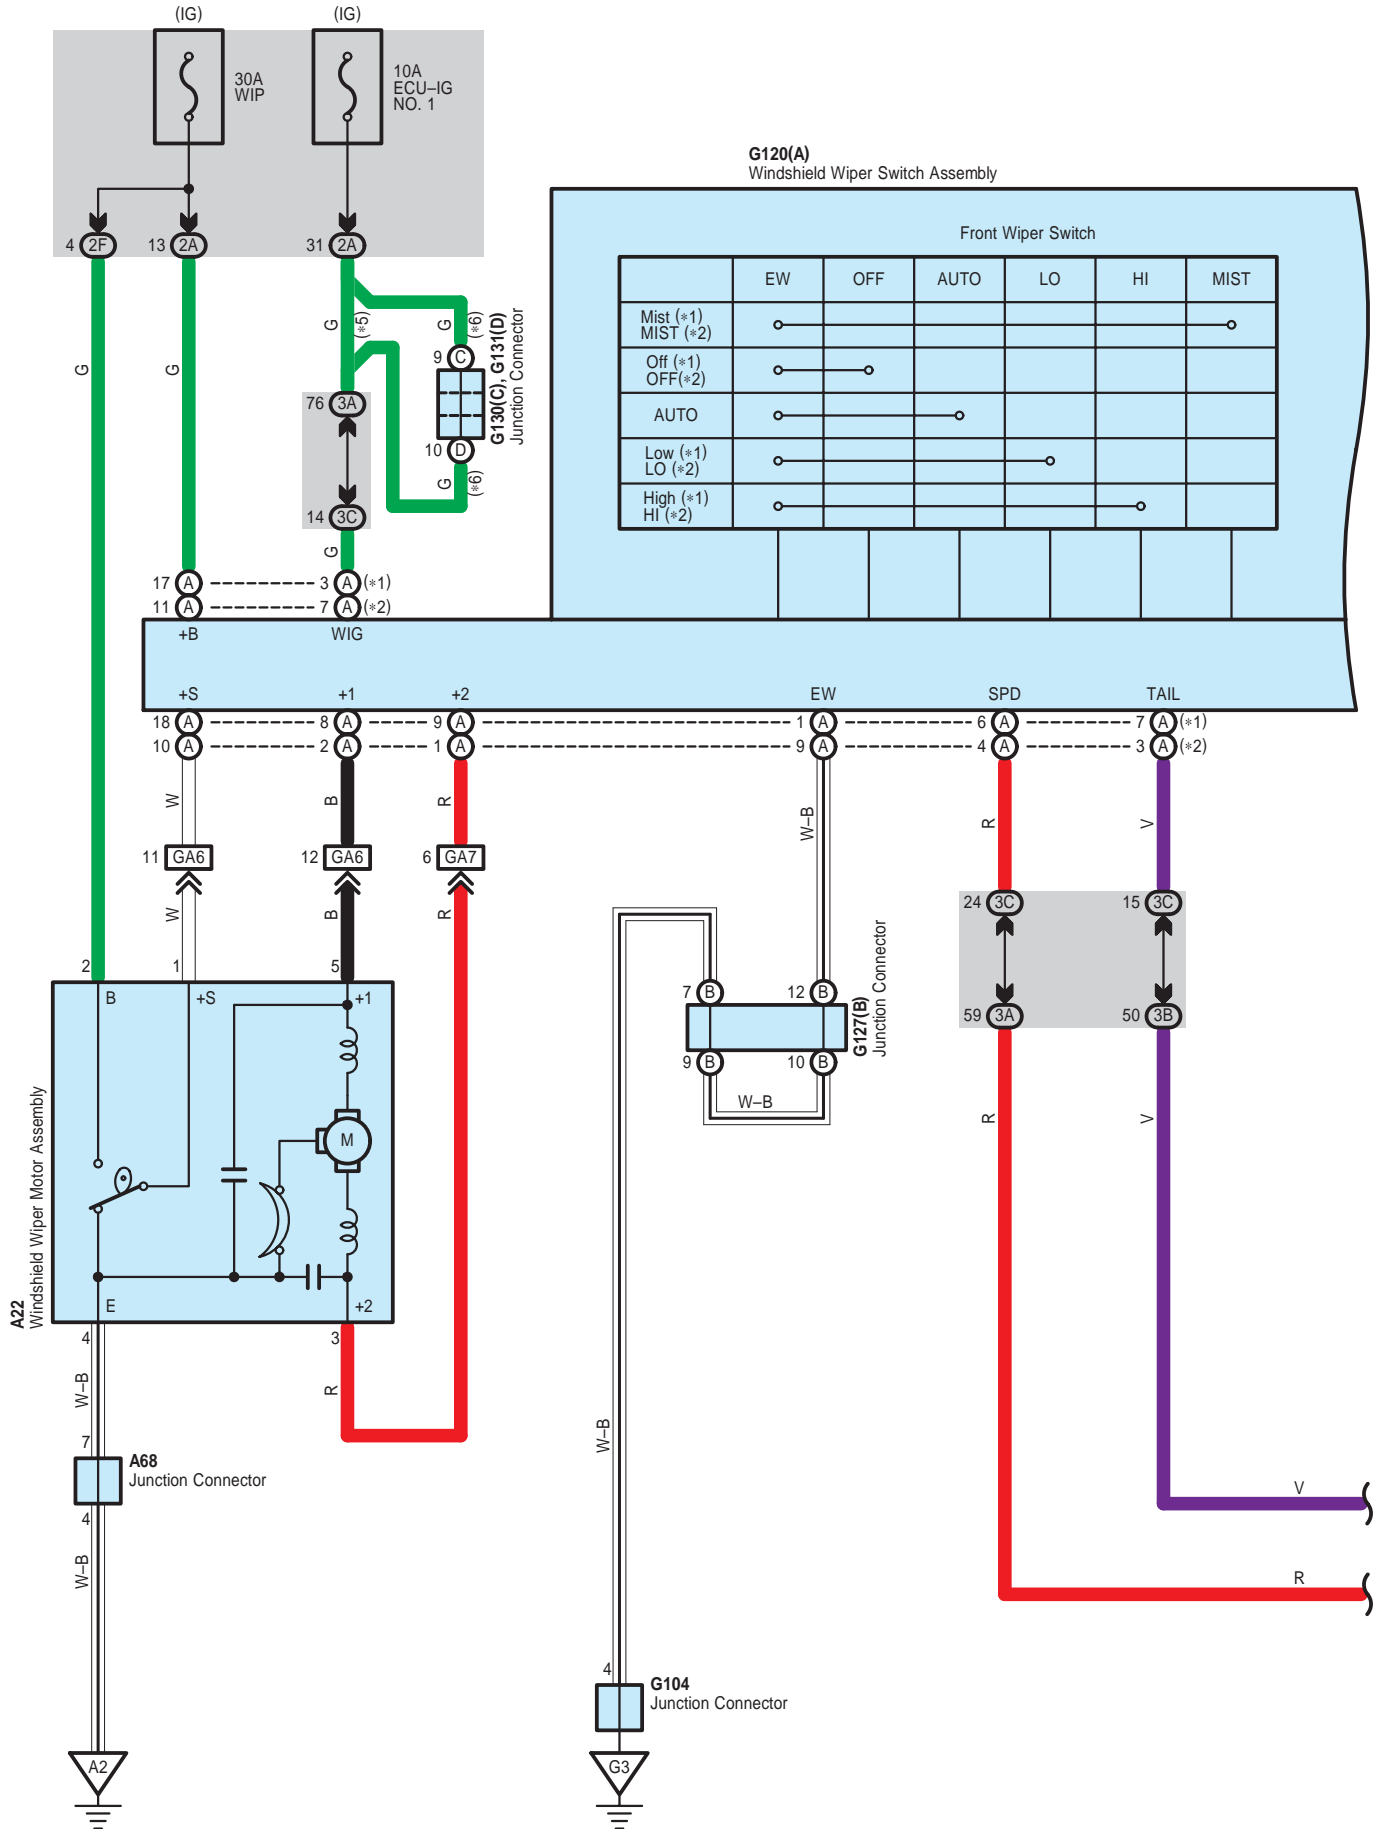 (IG)
(IG)
30A
WIP
10A
ECU–IG
NO. 1
4 2F
13 2A
31 2A
G120(A)
Windshield Wiper Switch Assembly
Front Wiper Switch
EW OFF AUTO LO HI MIST
Mist (*1)
MIST (*2)
Off (*1)
OFF(*2)
AUTO
Low (*1)
LO (*2)
High (*1)
HI (*2)
G
G
G
(*5)
G
(*6)
9 C
G130(C), G131(D)
Junction Connector
76 3A
10 D
G
(*6)
14 3C
G
17 A 3 A (*1)
11 A 7 A (*2)
+B WIG
+S +1 +2 EW SPD TAIL
18 A 8 A 9 A 1 A 6 A 7 A (*1)
10 A 2 A 1 A 9 A 4 A 3 A (*2)
W
B
R
W–B
R
V
11 GA6
12 GA6
6 GA7
W
B
R
24 3C
15 3C
2 1 5
B +S +1
7 B
12 B
G127(B)
Junction Connector
59 3A
50 3B
9 B
10 B
W–B
R
V
M
A22
Windshield Wiper Motor Assembly
E +2
4 3
W–B
R
7
A68
Junction Connector
4
W–B
W–B
V
R
4
G104
Junction Connector
A2
G3